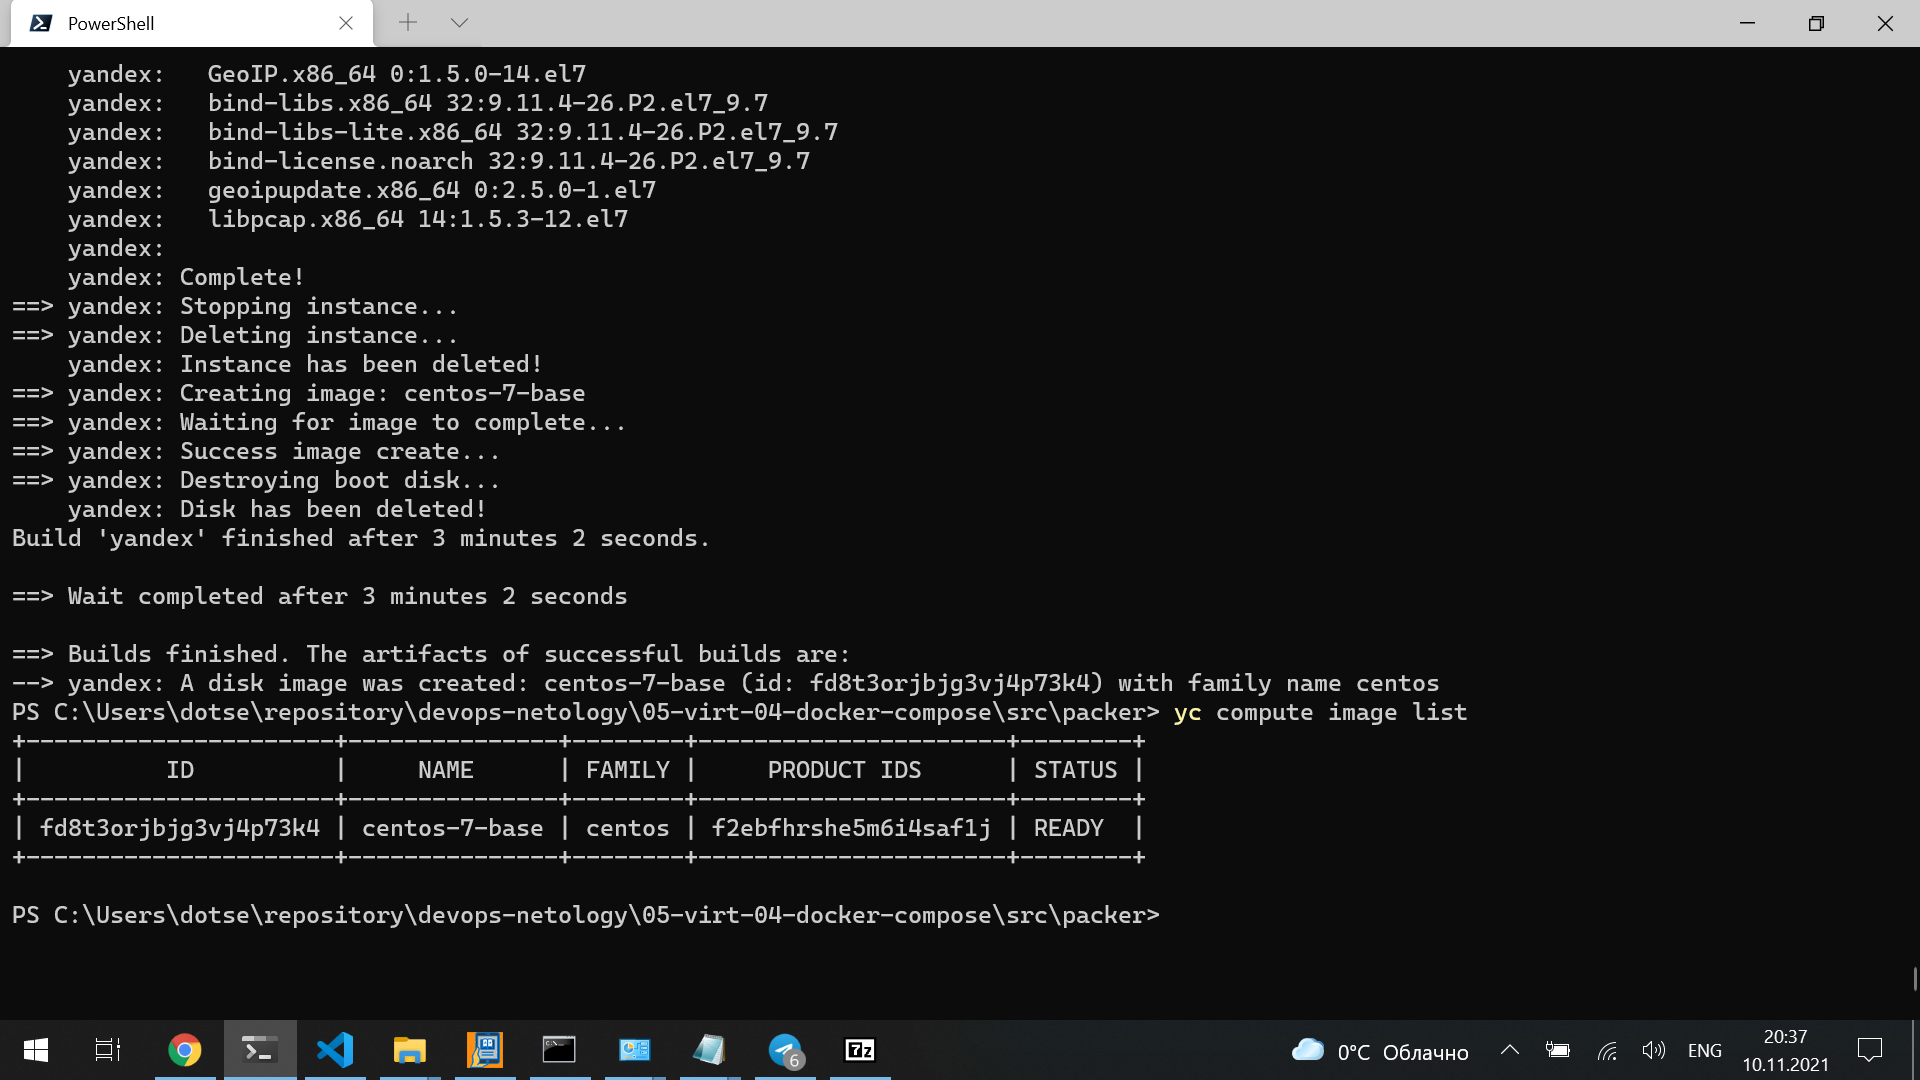 PowerShell
yandex:   GeoIP.x86_64 0:1.5.0-14.el7
yandex:   bind-libs.x86_64 32:9.11.4-26.P2.el7_9.7
yandex:   bind-libs-lite.x86_64 32:9.11.4-26.P2.el7_9.7
yandex:   bind-license.noarch 32:9.11.4-26.P2.el7_9.7
yandex:   geoipupdate.x86_64 0:2.5.0-1.el7
yandex:   libpcap.x86_64 14:1.5.3-12.el7
yandex:
yandex: Complete!
==> yandex: Stopping instance...
==> yandex: Deleting instance...
yandex: Instance has been deleted!
==> yandex: Creating image: centos-7-base
==> yandex: Waiting for image to complete...
==> yandex: Success image create...
==> yandex: Destroying boot disk...
yandex: Disk has been deleted!
Build 'yandex' finished after 3 minutes 2 seconds.
==> Wait completed after 3 minutes 2 seconds
==> Builds finished. The artifacts of successful builds are:
--> yandex: A disk image was created: centos-7-base (id: fd8t3orjbjg3vj4p73k4) with family name centos
PS C:\Users\dotse\repository\devops-netology\05-virt-04-docker-compose\src\packer> yc compute image list
+----------------------+---------------+--------+----------------------+--------+
|          ID          |     NAME      | FAMILY |     PRODUCT IDS      | STATUS |
+----------------------+---------------+--------+----------------------+--------+
| fd8t3orjbjg3vj4p73k4 | centos-7-base | centos | f2ebfhrshe5m6i4saf1j | READY  |
+----------------------+---------------+--------+----------------------+--------+
PS C:\Users\dotse\repository\devops-netology\05-virt-04-docker-compose\src\packer>
6
7z
0°C Облачно
ENG
20:37
10.11.2021